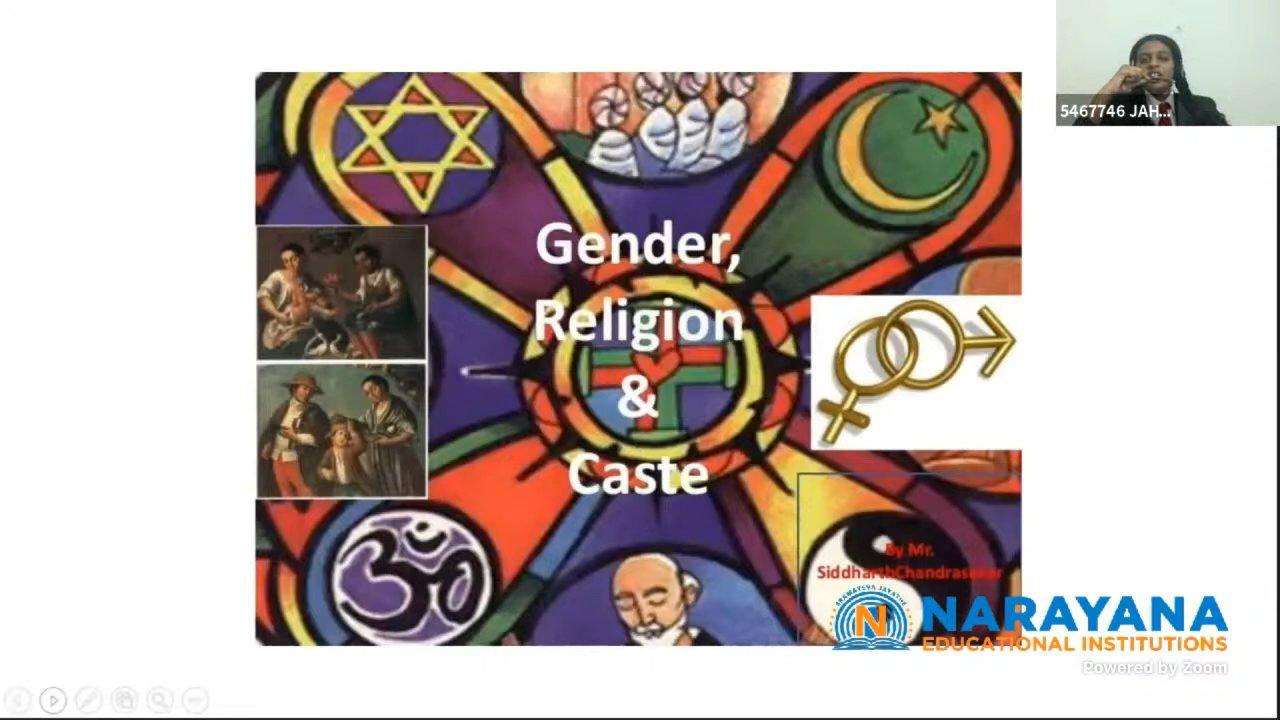 5467746 JAH...
Gender,
Religion
&
Caste
By Mr.
SiddharthChandrasekar
NARAYANA
EDUCATIONAL INSTITUTIONS
Powered by Zoom